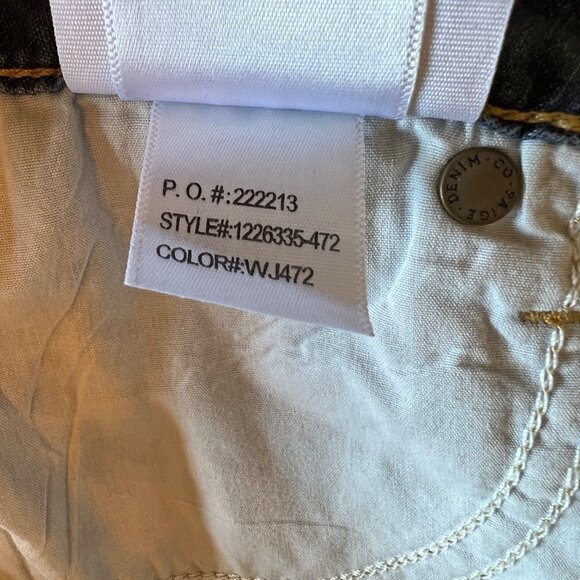 P. O. #:222213
STYLE#:1226335-472
COLOR#:WJ472
PAIGE · DENIM · CO ·